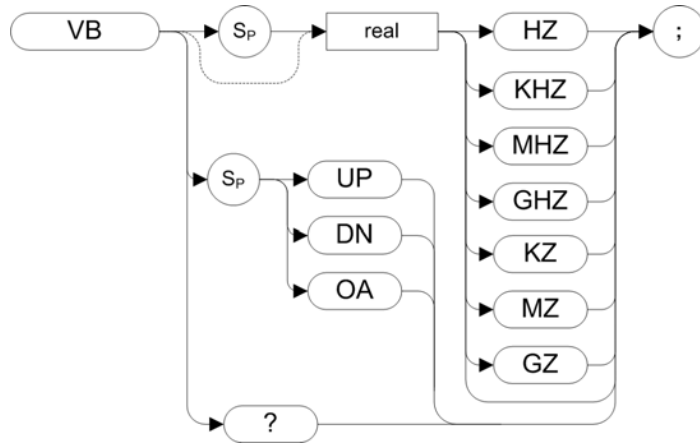 VB SP real HZ ;
KHZ
MHZ
SP UP GHZ
DN KZ
OA MZ
GZ
?